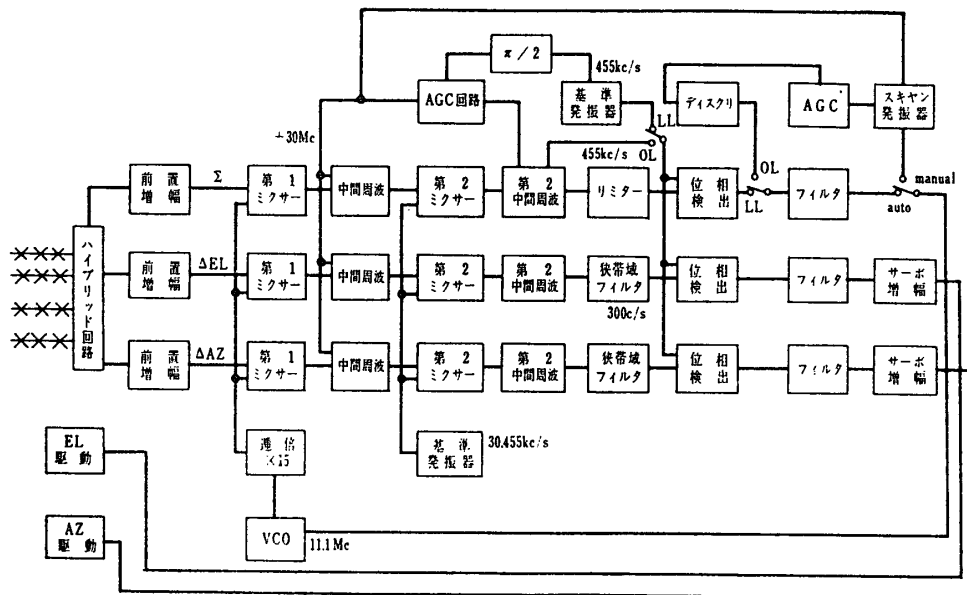 π／2
455kc/s
AGC回路
基準
発振器
ディスクリ
AGC
スキャン
発振器
+30Mc
LL
OL
455kc/s
OL
LL
manual
auto
前置
増幅
Σ
第1
ミクサー
中間周波
第2
ミクサー
第2
中間周波
リミター
位相
検出
フィルタ
ハイブリッド回路
前置
増幅
ΔEL
第1
ミクサー
中間周波
第2
ミクサー
第2
中間周波
狭帯域
フィルタ
300c/s
位相
検出
フィルタ
サーボ
増幅
前置
増幅
ΔAZ
第1
ミクサー
中間周波
第2
ミクサー
第2
中間周波
狭帯域
フィルタ
位相
検出
フィルタ
サーボ
増幅
EL
駆動
逓倍
×15
基準
発振器
30.455kc/s
AZ
駆動
VCO
11.1Mc